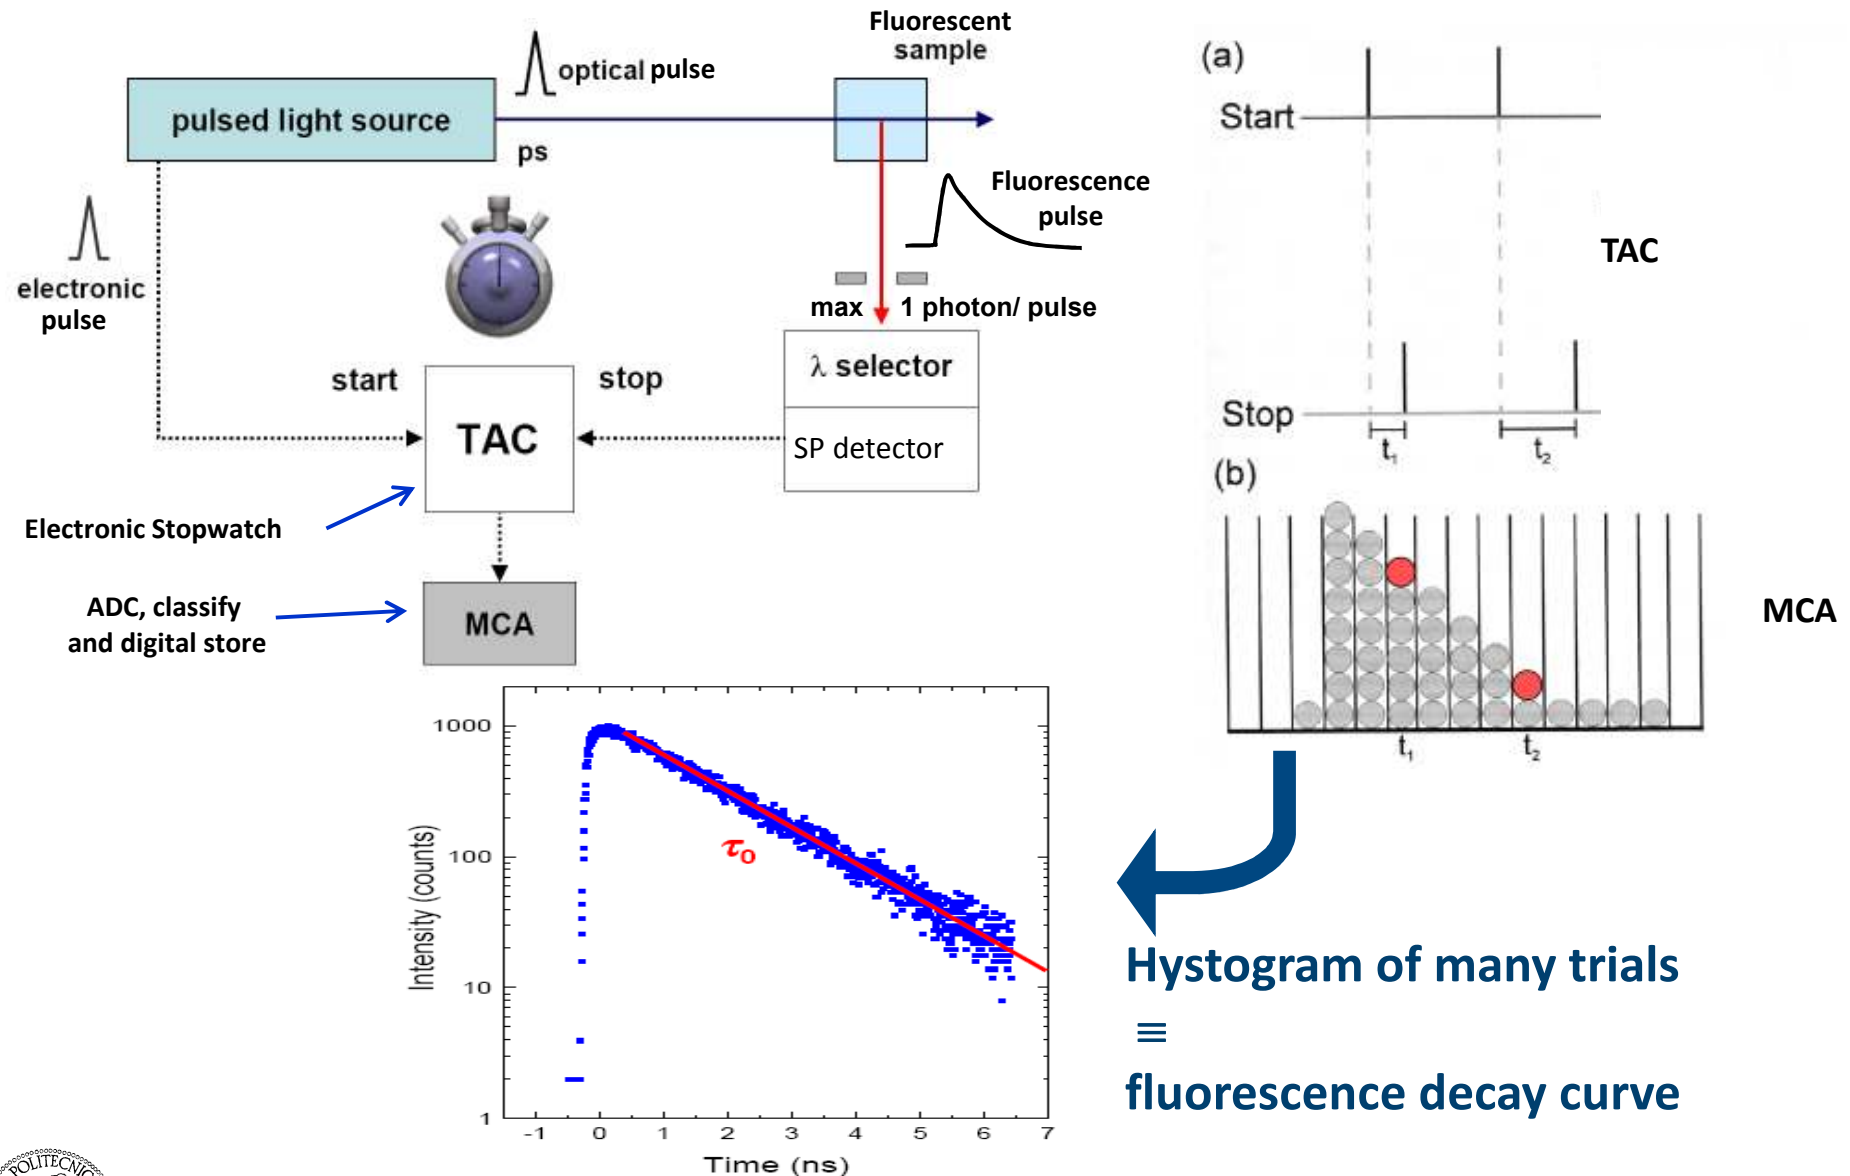 Fluorescent
sample
optical pulse
pulsed light source
ps
Fluorescence
pulse
electronic
pulse
max 1 photon/ pulse
λ selector
start
stop
TAC
SP detector
Electronic Stopwatch
ADC, classify
and digital store
MCA
(a)
Start
TAC
Stop
t₁ t₂
(b)
MCA
t₁ t₂
1000
100
10
1
Intensity (counts)
τ₀
-1 0 1 2 3 4 5 6 7
Time (ns)
Hystogram of many trials
≡
fluorescence decay curve
POLITECNIC